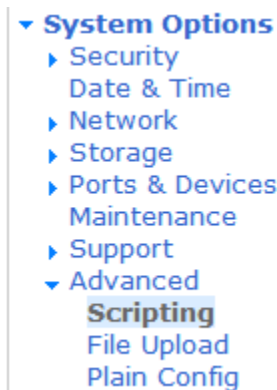 System Options
Security
Date & Time
Network
Storage
Ports & Devices
Maintenance
Support
Advanced
Scripting
File Upload
Plain Config